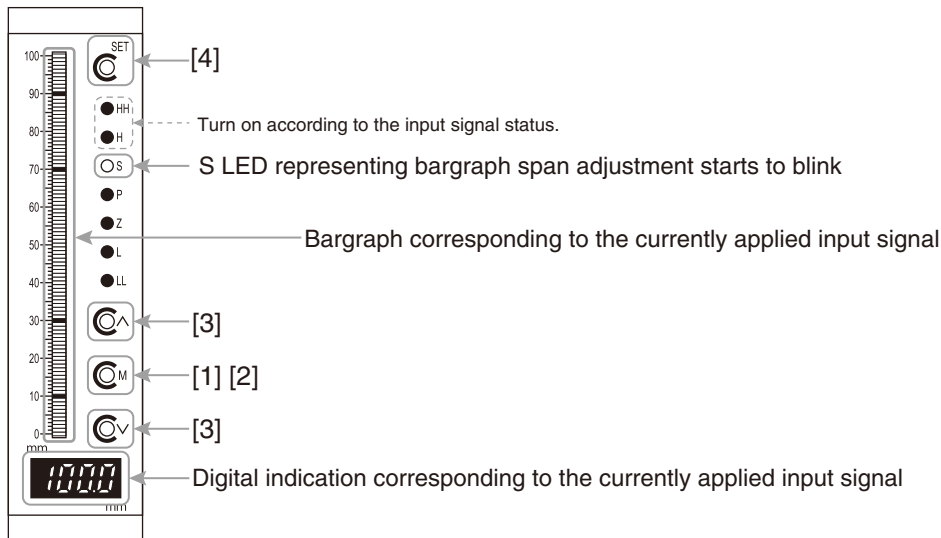 SET
[4]
100
90
HH
Turn on according to the input signal status.
80
H
S
S LED representing bargraph span adjustment starts to blink
70
P
60
Z
Bargraph corresponding to the currently applied input signal
50
L
40
LL
30
[3]
20
M
[1] [2]
10
[3]
0
mm
100.0
Digital indication corresponding to the currently applied input signal
mm